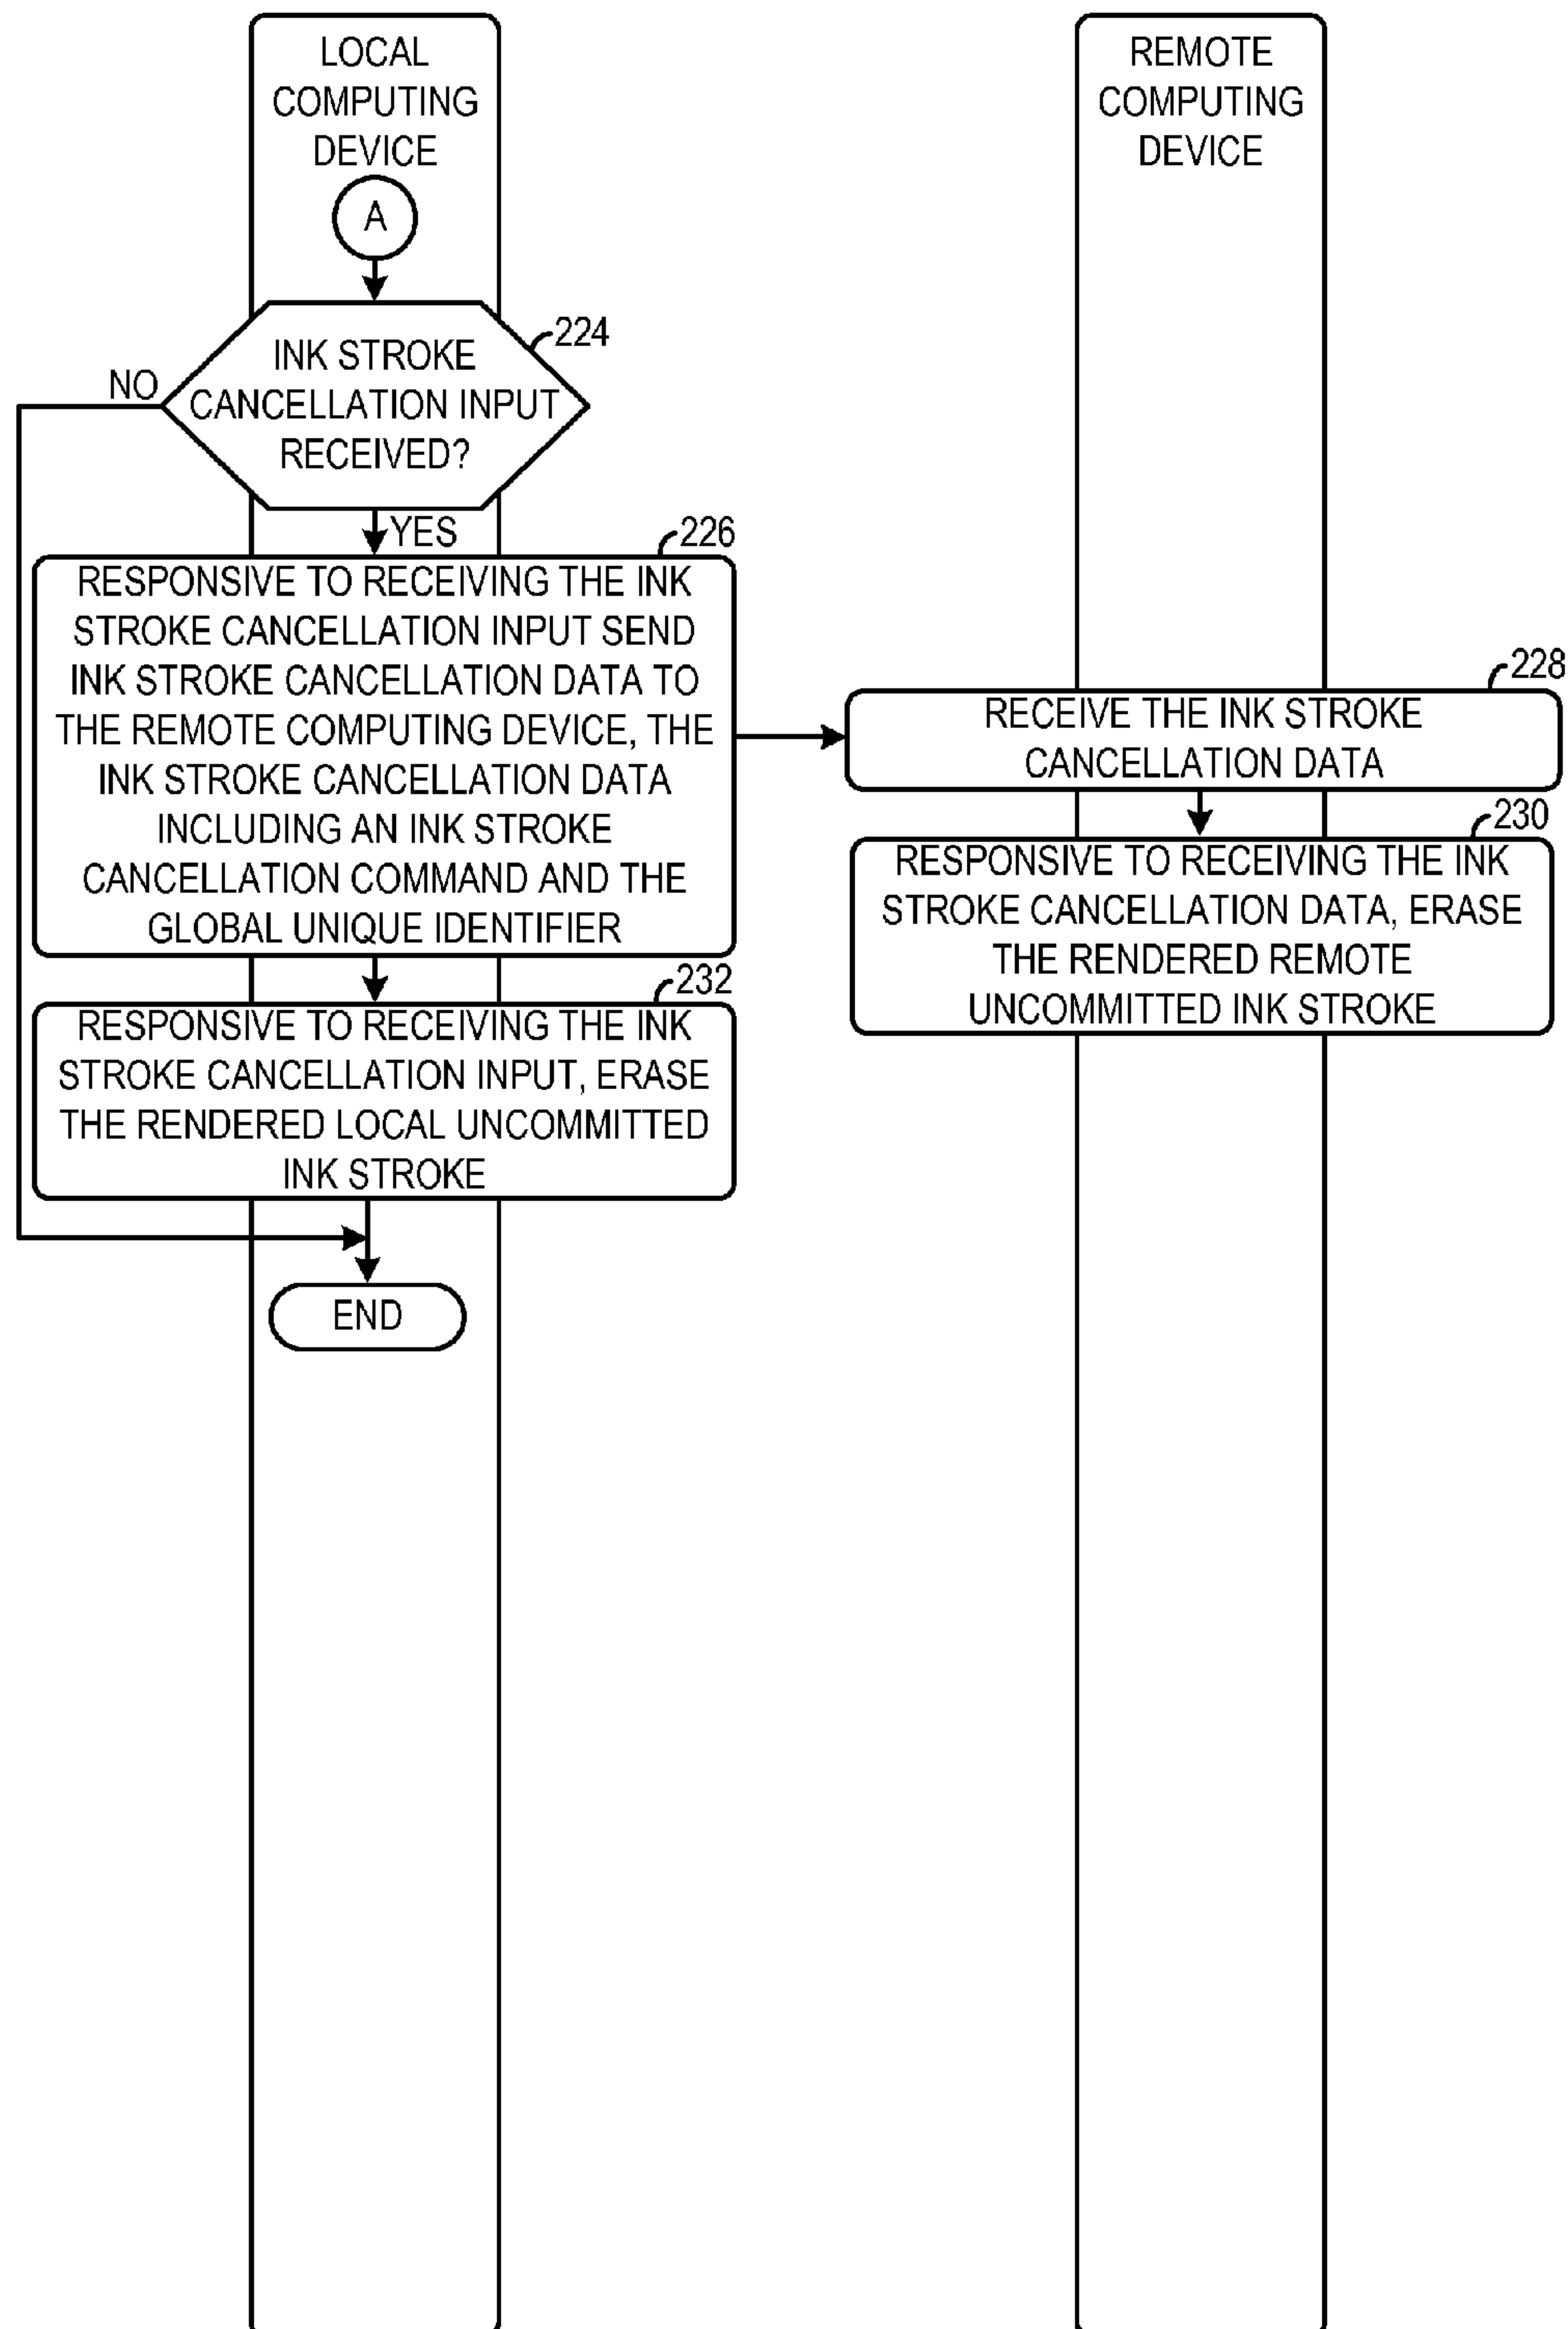 LOCAL
COMPUTING
DEVICE
A
INK STROKE
CANCELLATION INPUT
RECEIVED?
224
NO
YES
226
RESPONSIVE TO RECEIVING THE INK
STROKE CANCELLATION INPUT SEND
INK STROKE CANCELLATION DATA TO
THE REMOTE COMPUTING DEVICE, THE
INK STROKE CANCELLATION DATA
INCLUDING AN INK STROKE
CANCELLATION COMMAND AND THE
GLOBAL UNIQUE IDENTIFIER
232
RESPONSIVE TO RECEIVING THE INK
STROKE CANCELLATION INPUT, ERASE
THE RENDERED LOCAL UNCOMMITTED
INK STROKE
END
REMOTE
COMPUTING
DEVICE
228
RECEIVE THE INK STROKE
CANCELLATION DATA
230
RESPONSIVE TO RECEIVING THE INK
STROKE CANCELLATION DATA, ERASE
THE RENDERED REMOTE
UNCOMMITTED INK STROKE